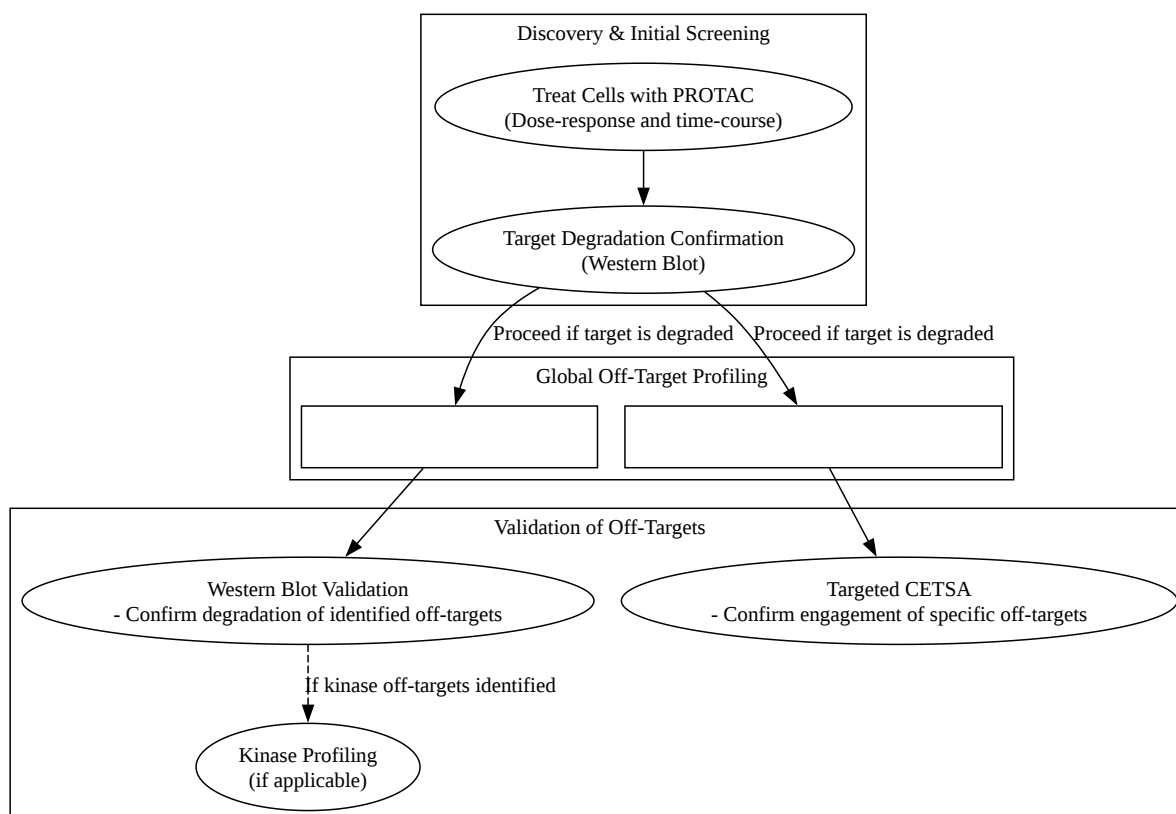 Discovery & Initial Screening
Treat Cells with PROTAC
(Dose-response and time-course)
Target Degradation Confirmation
(Western Blot)
Proceed if target is degraded
Proceed if target is degraded
Global Off-Target Profiling
Validation of Off-Targets
Western Blot Validation
- Confirm degradation of identified off-targets
Targeted CETSA
- Confirm engagement of specific off-targets
If kinase off-targets identified
Kinase Profiling
(if applicable)